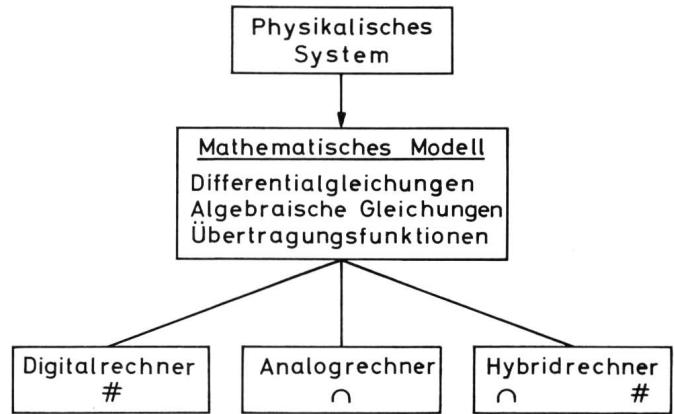 Physikalisches
System
Mathematisches Modell
Differentialgleichungen
Algebraische Gleichungen
Übertragungsfunktionen
Digitalrechner
#
Analogrechner
∩
Hybridrechner
∩ #